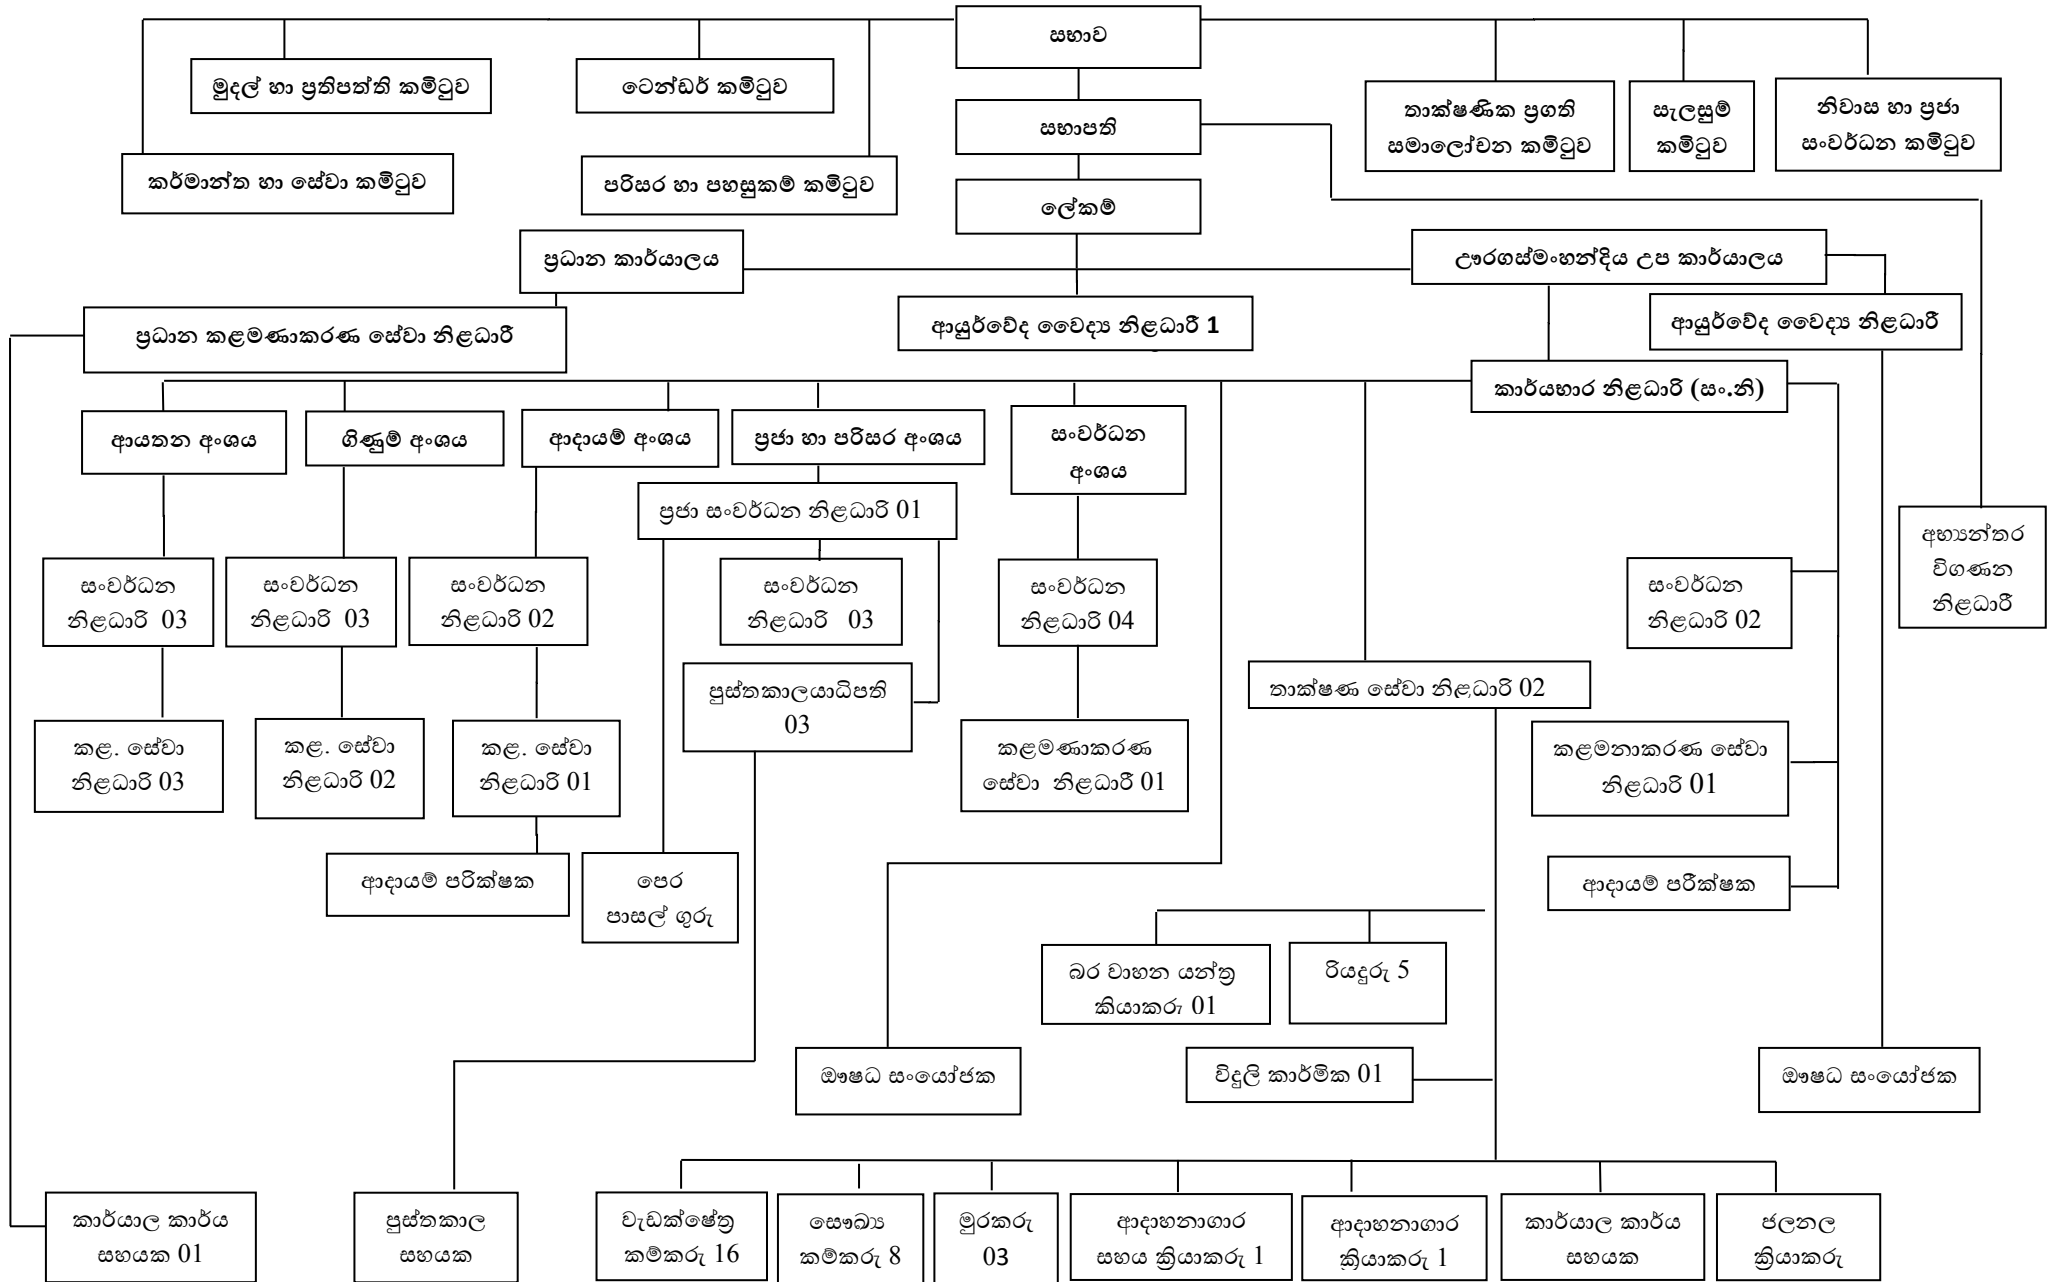 සභාව
මුදල් හා ප්‍රතිපත්ති කමිටුව
ටෙන්ඩර් කමිටුව
තාක්ෂණික ප්‍රගති
සමාලෝචන කමිටුව
සැලසුම්
කමිටුව
නිවාස හා ප්‍රජා
සංවර්ධන කමිටුව
සභාපති
කර්මාන්ත හා සේවා කමිටුව
පරිසර හා පහසුකම් කමිටුව
ලේකම්
ප්‍රධාන කාර්යාලය
ඌරගස්මංහන්දිය උප කාර්යාලය
ප්‍රධාන කළමණාකරණ සේවා නිළධාරී
ආයුර්වේද වෛද්‍ය නිළධාරී 1
ආයුර්වේද වෛද්‍ය නිළධාරී
කාර්යභාර නිළධාරි (සං.නි)
ආයතන අංශය
ගිණුම් අංශය
ආදායම් අංශය
ප්‍රජා හා පරිසර අංශය
සංවර්ධන
අංශය
ප්‍රජා සංවර්ධන නිළධාරි 01
අභ්‍යන්තර
විගණන
නිළධාරී
සංවර්ධන
නිළධාරි 03
සංවර්ධන
නිළධාරි 03
සංවර්ධන
නිළධාරි 02
සංවර්ධන
නිළධාරි 03
සංවර්ධන
නිළධාරි 04
සංවර්ධන
නිළධාරි 02
පුස්තකාලයාධිපති
03
තාක්ෂණ සේවා නිළධාරි 02
කළ. සේවා
නිළධාරි 03
කළ. සේවා
නිළධාරි 02
කළ. සේවා
නිළධාරි 01
කළමණාකරණ
සේවා නිළධාරී 01
කළමනාකරණ සේවා
නිළධාරි 01
ආදායම් පරික්ෂක
පෙර
පාසල් ගුරු
ආදායම් පරීක්ෂක
බර වාහන යන්ත්‍ර
කියාකරු 01
රියදුරු 5
ඖෂධ සංයෝජක
විදුලි කාර්මික 01
ඖෂධ සංයෝජක
කාර්යාල කාර්ය
සහයක 01
පුස්තකාල
සහයක
වැඩක්ෂේත්‍ර
කම්කරු 16
සෞඛ්‍ය
කම්කරු 8
මුරකරු
03
ආදාහනාගාර
සහය ක්‍රියාකරු 1
ආදාහනාගාර
ක්‍රියාකරු 1
කාර්යාල කාර්ය
සහයක
ජලනල
ක්‍රියාකරු